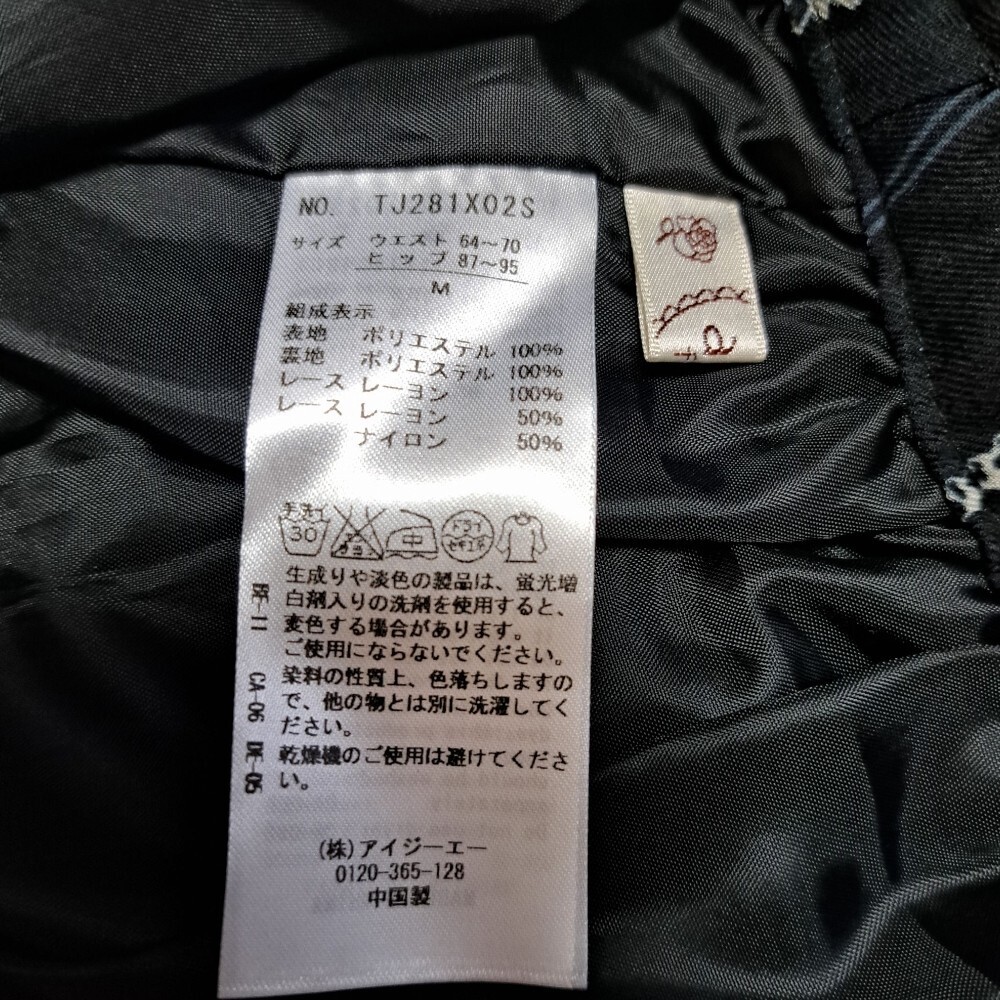 NO. TJ281X02S
サイズ ウエスト 64～70
ヒップ 87～95
M
組成表示
表地 ポリエステル 100%
裏地 ポリエステル 100%
レース レーヨン 100%
レース レーヨン 50%
ナイロン 50%
手洗イ
30
中
ドライ
セキユ系
生成りや淡色の製品は、蛍光増
白剤入りの洗剤を使用すると、
変色する場合があります。
ご使用にならないでください。
染料の性質上、色落ちしますの
で、他の物とは別に洗濯してく
ださい。
乾燥機のご使用は避けてくださ
い。
CA-06
DE-05
(株)アイジーエー
0120-365-128
中国製